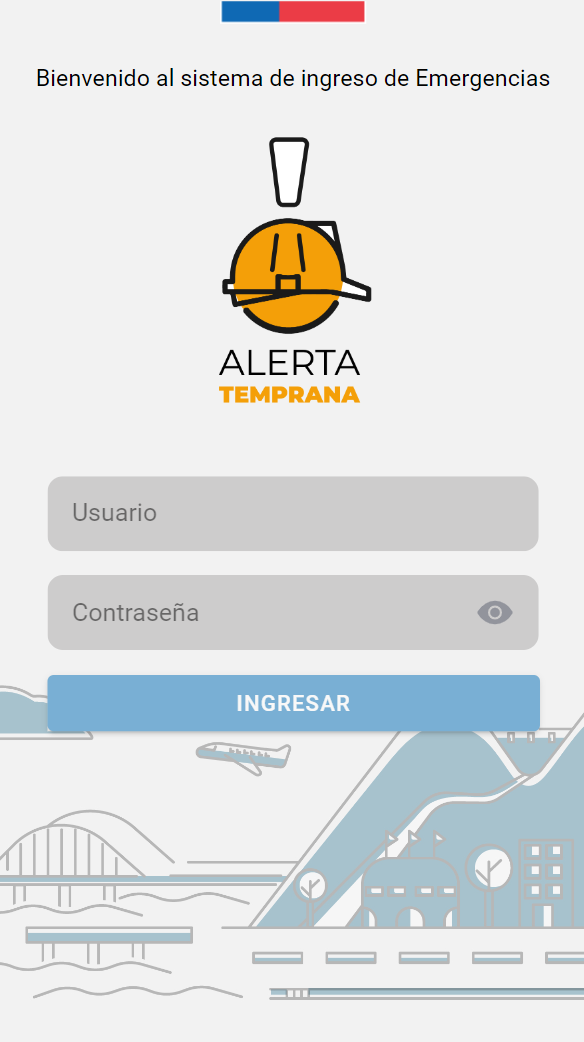 Bienvenido al sistema de ingreso de Emergencias
ALERTA
TEMPRANA
Usuario
Contraseña
INGRESAR